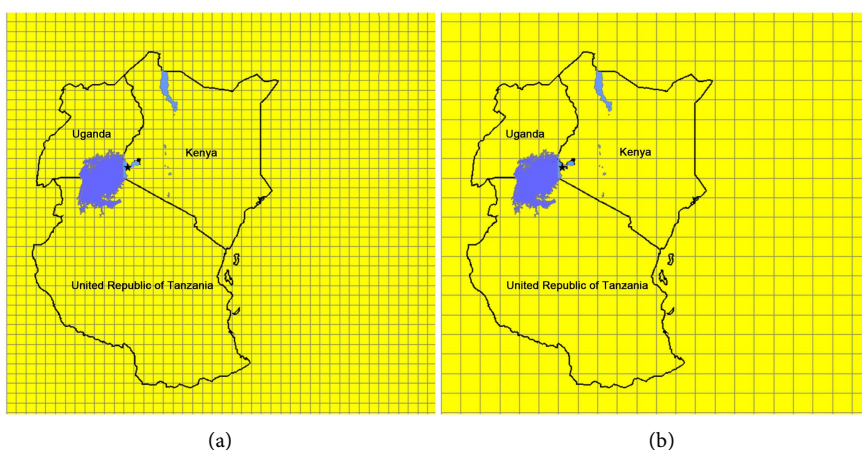 Uganda
Kenya
United Republic of Tanzania
Uganda
Kenya
United Republic of Tanzania
(a)
(b)